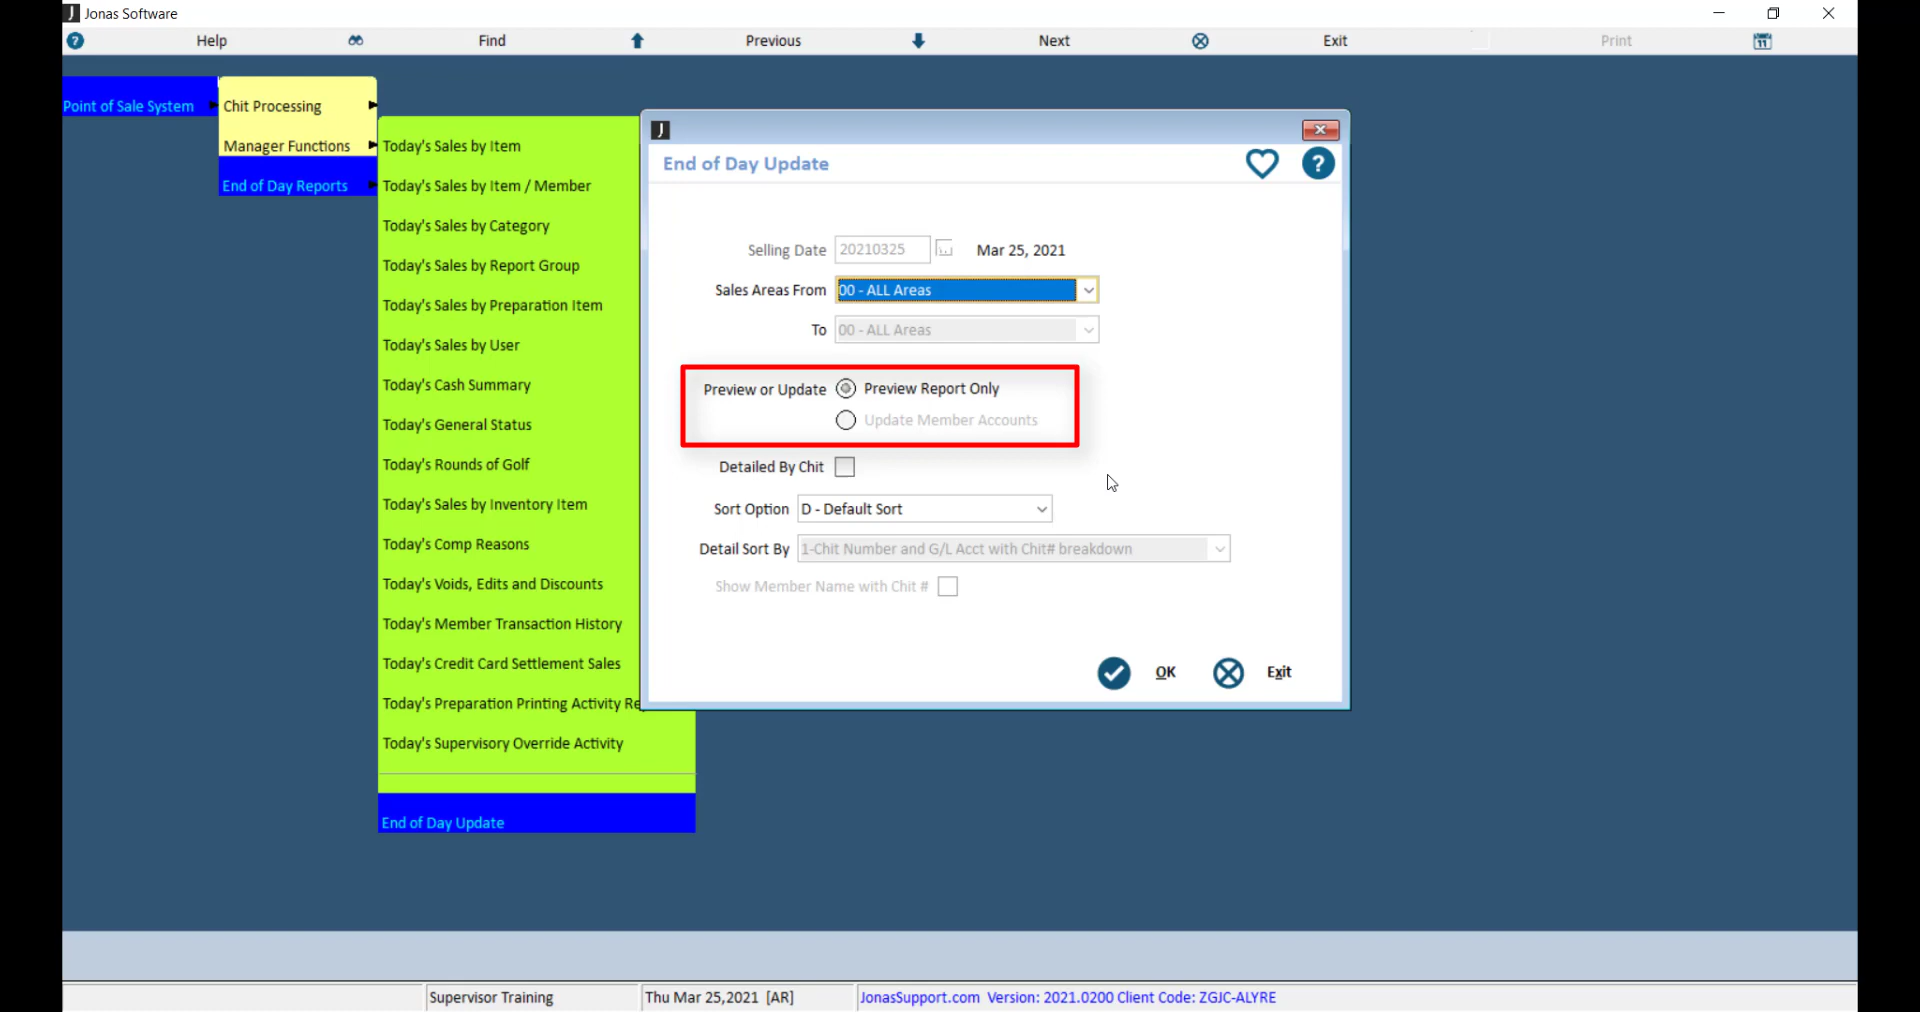 Jonas Software
Help Find Previous Next Exit Print
Point of Sale System
Chit Processing
Manager Functions
End of Day Reports
Today's Sales by Item
Today's Sales by Item / Member
Today's Sales by Category
Today's Sales by Report Group
Today's Sales by Preparation Item
Today's Sales by User
Today's Cash Summary
Today's General Status
Today's Rounds of Golf
Today's Sales by Inventory Item
Today's Comp Reasons
Today's Voids, Edits and Discounts
Today's Member Transaction History
Today's Credit Card Settlement Sales
Today's Preparation Printing Activity Re
Today's Supervisory Override Activity
End of Day Update
End of Day Update
Selling Date 20210325 Mar 25, 2021
Sales Areas From 00 - ALL Areas
To 00 - ALL Areas
Preview or Update Preview Report Only
Update Member Accounts
Detailed By Chit
Sort Option D - Default Sort
Detail Sort By 1-Chit Number and G/L Acct with Chit# breakdown
Show Member Name with Chit #
OK Exit
Supervisor Training Thu Mar 25,2021 [AR] JonasSupport.com Version: 2021.0200 Client Code: ZGJC-ALYRE